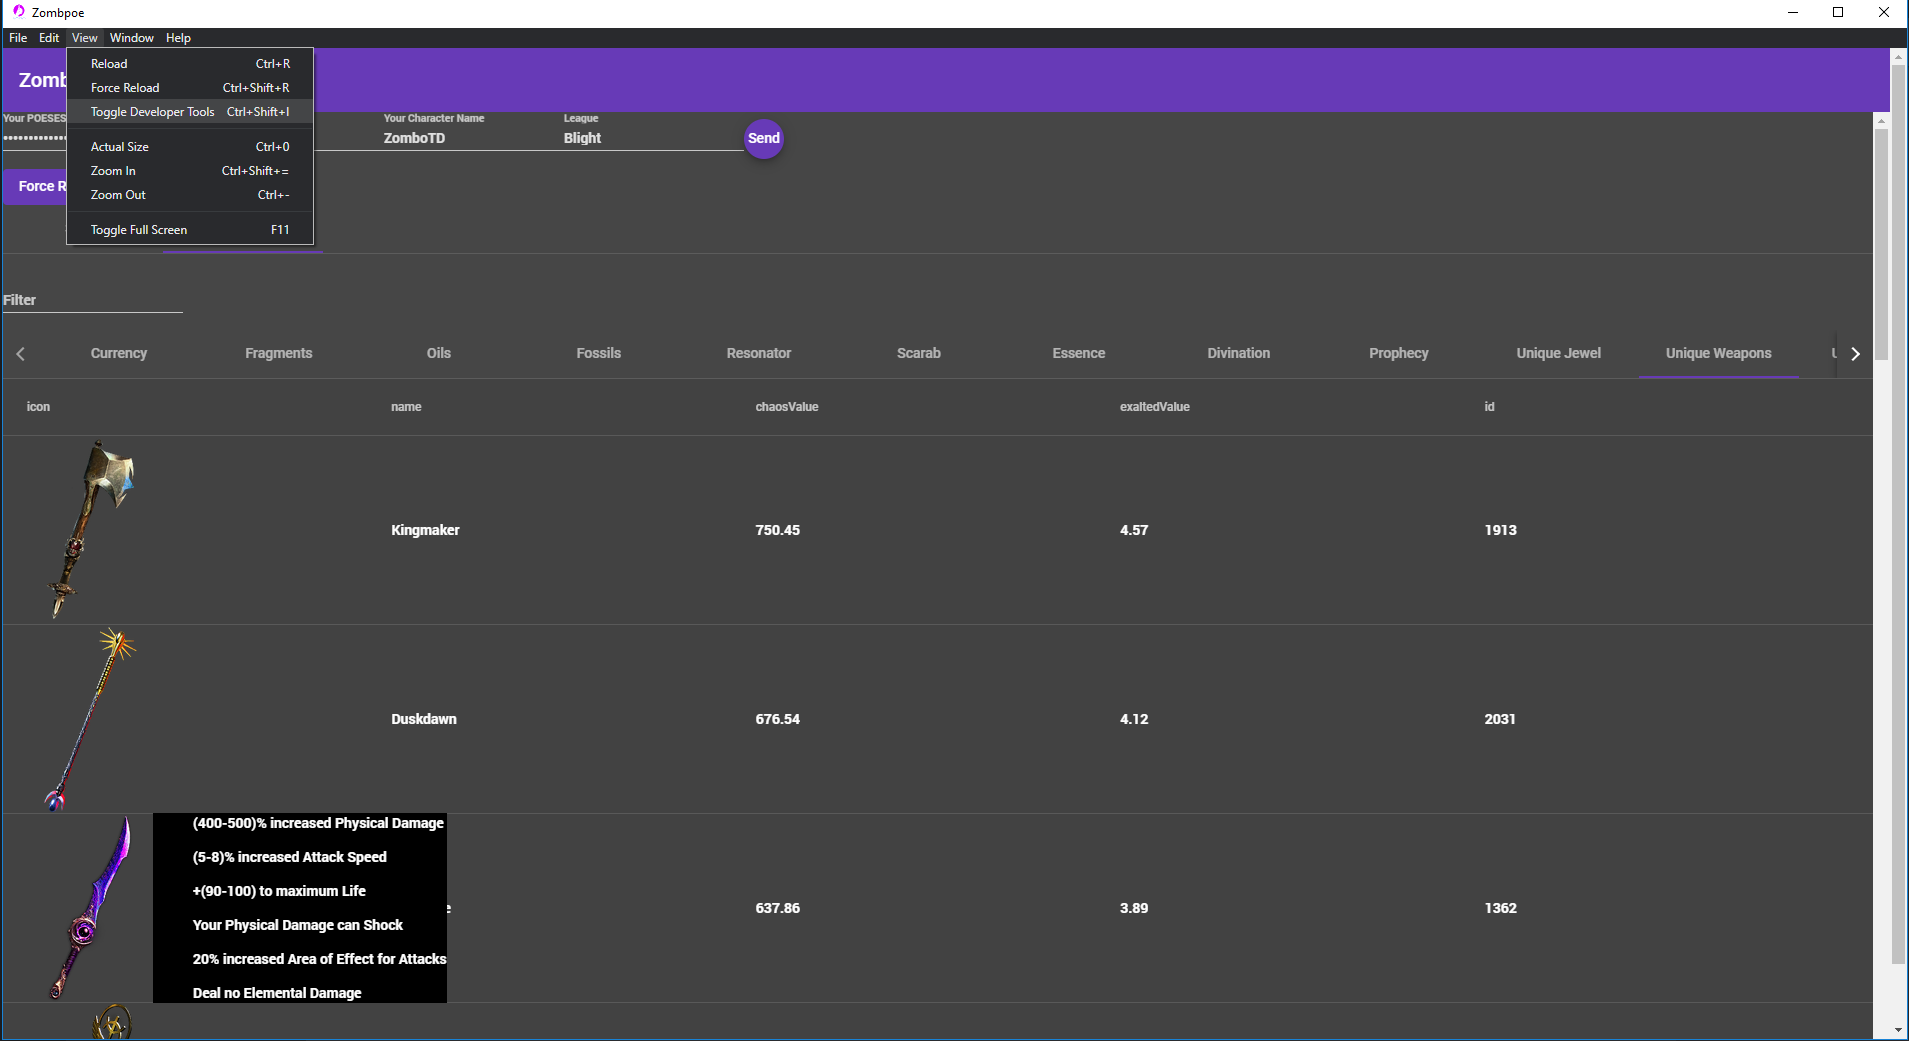 Zombpoe
File Edit View Window Help
Reload Ctrl+R
Force Reload Ctrl+Shift+R
Toggle Developer Tools Ctrl+Shift+I
Actual Size Ctrl+0
Zoom In Ctrl+Shift+=
Zoom Out Ctrl+-
Toggle Full Screen F11
Zomb
Your POESES Your Character Name League
ZomboTD Blight Send
Force R
Filter
Currency Fragments Oils Fossils Resonator Scarab Essence Divination Prophecy Unique Jewel Unique Weapons
icon name chaosValue exaltedValue id
Kingmaker 750.45 4.57 1913
Duskdawn 676.54 4.12 2031
(400-500)% increased Physical Damage
(5-8)% increased Attack Speed
+(90-100) to maximum Life
e 637.86 3.89 1362
Your Physical Damage can Shock
20% increased Area of Effect for Attacks
Deal no Elemental Damage